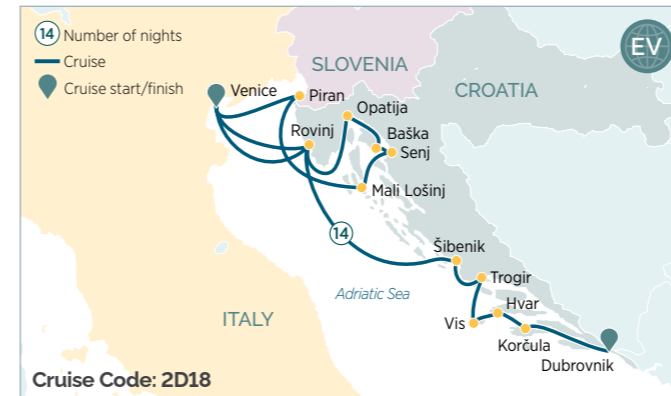 14 Number of nights
Cruise
Cruise start/finish
EV
SLOVENIA
CROATIA
Venice
Piran
Opatija
Rovinj
Baška
Senj
Mali Lošinj
14
Šibenik
Trogir
Adriatic Sea
Hvar
ITALY
Vis
Korčula
Dubrovnik
Cruise Code: 2D18